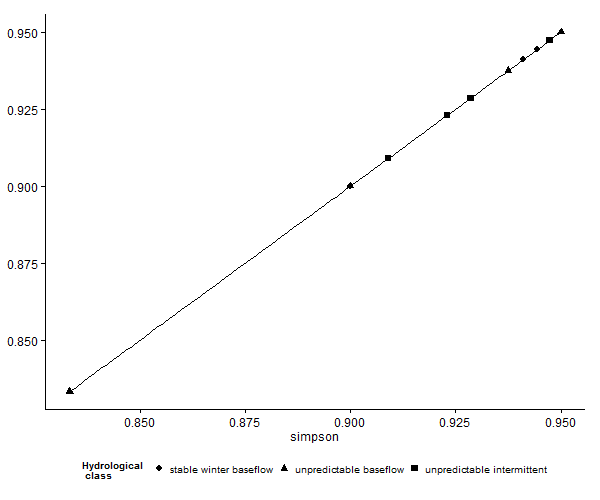 0.950
0.925
0.900
0.875
0.850
0.850 0.875 0.900 0.925 0.950
simpson
Hydrological
class
stable winter baseflow unpredictable baseflow unpredictable intermittent